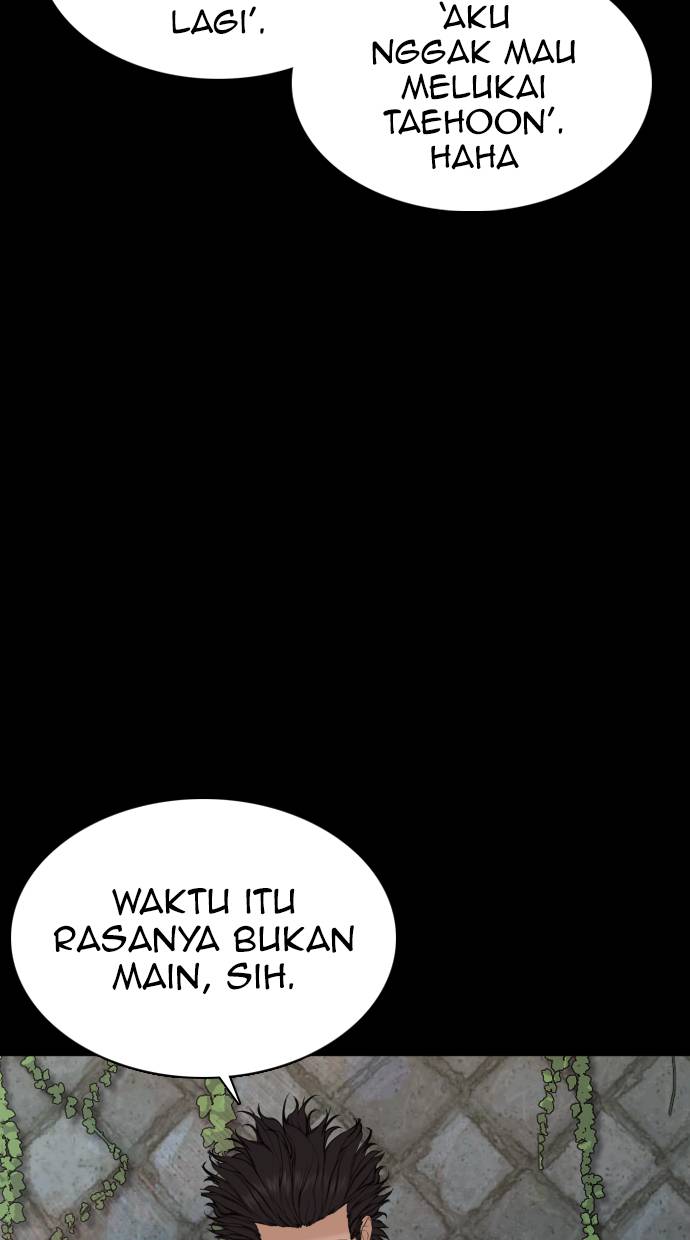 LAGI'.
'AKU
NGGAK MAU
MELUKAI
TAEHOON'.
HAHA
WAKTU ITU
RASANYA BUKAN
MAIN, SIH.